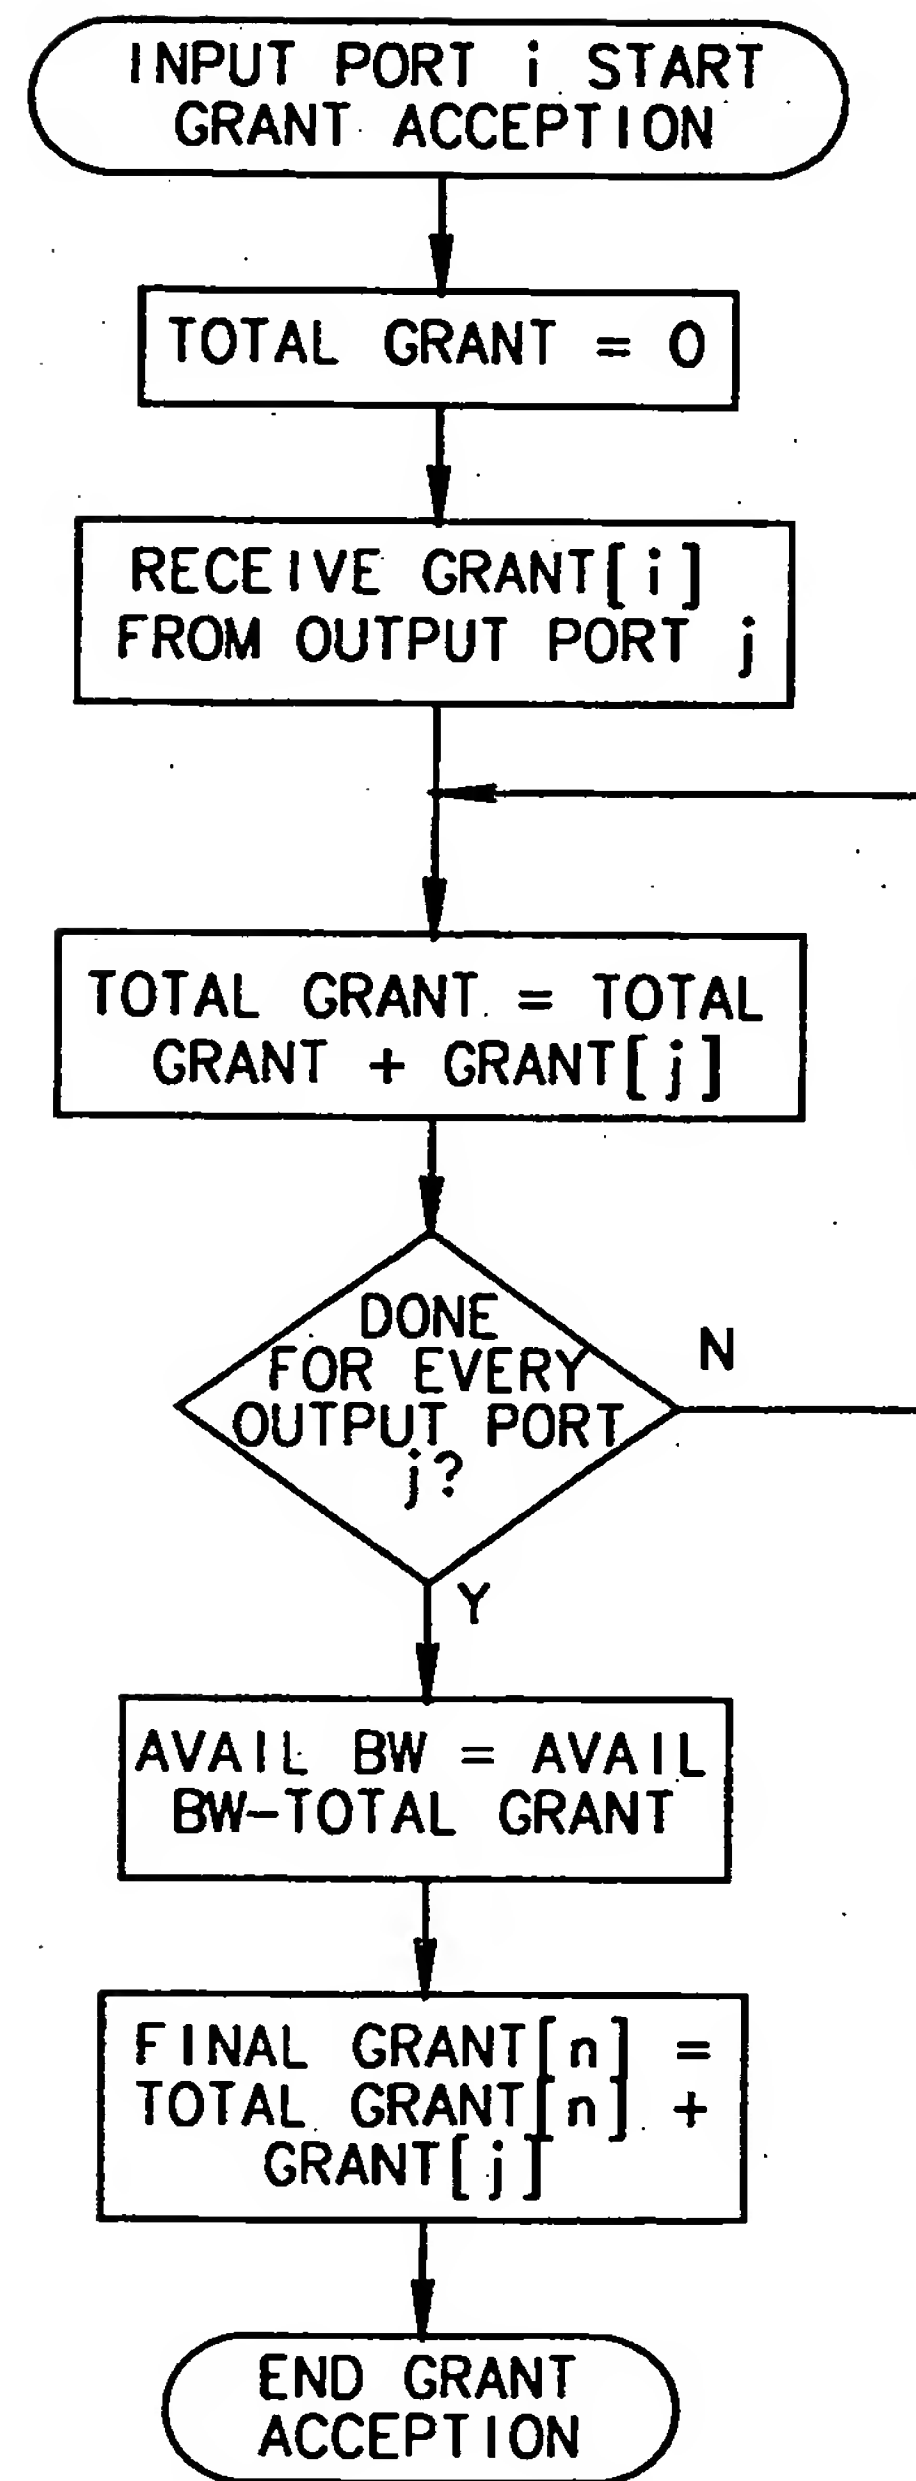 INPUT PORT i START
GRANT ACCEPTION
TOTAL GRANT = 0
RECEIVE GRANT[i]
FROM OUTPUT PORT j
TOTAL GRANT = TOTAL
GRANT + GRANT[j]
DONE
FOR EVERY
OUTPUT PORT
j?
N
Y
AVAIL BW = AVAIL
BW-TOTAL GRANT
FINAL GRANT[n] =
TOTAL GRANT[n] +
GRANT[j]
END GRANT
ACCEPTION